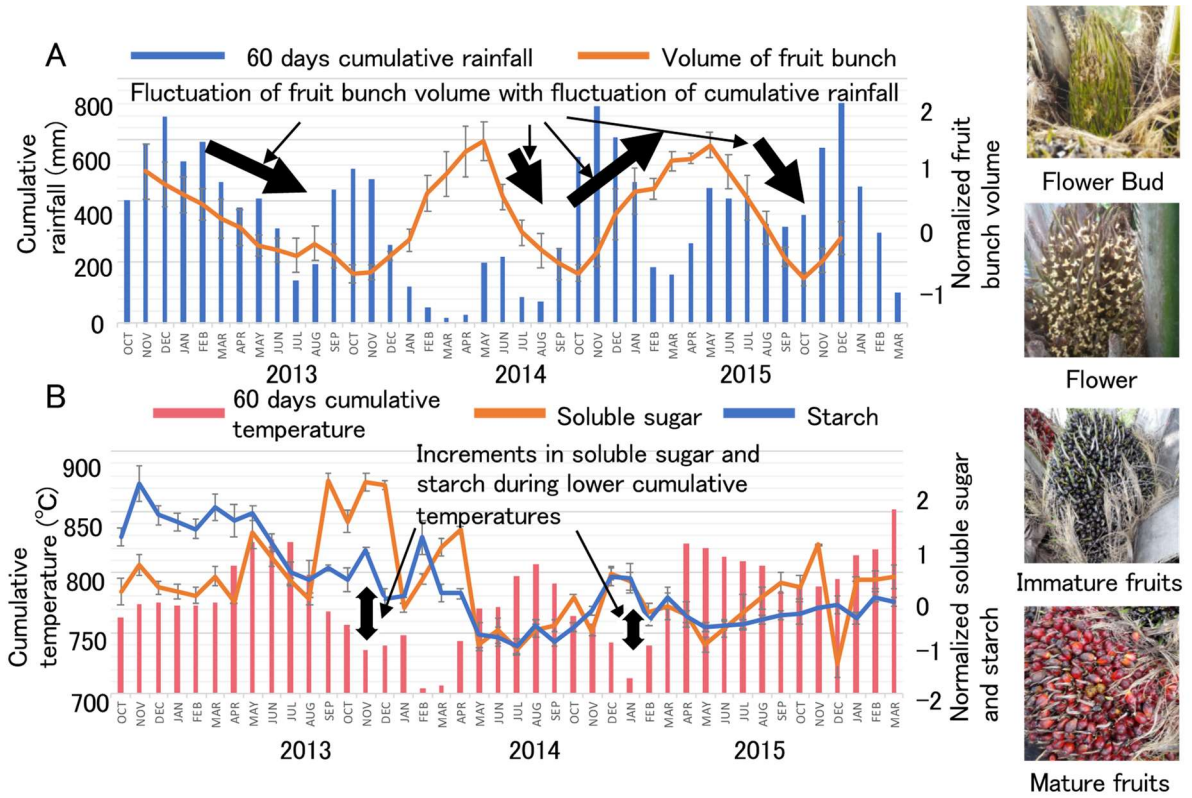 A
60 days cumulative rainfall
Volume of fruit bunch
Fluctuation of fruit bunch volume with fluctuation of cumulative rainfall
Cumulative
rainfall (mm)
800
600
400
200
0
2
1
0
−1
Normalized fruit
bunch volume
OCT NOV DEC JAN FEB MAR APR MAY JUN JUL AUG SEP OCT NOV DEC JAN FEB MAR APR MAY JUN JUL AUG SEP OCT NOV DEC JAN FEB MAR APR MAY JUN JUL AUG SEP OCT NOV DEC JAN FEB MAR
2013 2014 2015
B
60 days cumulative
temperature
Soluble sugar
Starch
Increments in soluble sugar and
starch during lower cumulative
temperatures
Cumulative
temperature (°C)
900
850
800
750
700
2
1
0
−1
−2
Normalized soluble sugar
and starch
OCT NOV DEC JAN FEB MAR APR MAY JUN JUL AUG SEP OCT NOV DEC JAN FEB MAR APR MAY JUN JUL AUG SEP OCT NOV DEC JAN FEB MAR APR MAY JUN JUL AUG SEP OCT NOV DEC JAN FEB MAR
2013 2014 2015
Flower Bud
Flower
Immature fruits
Mature fruits